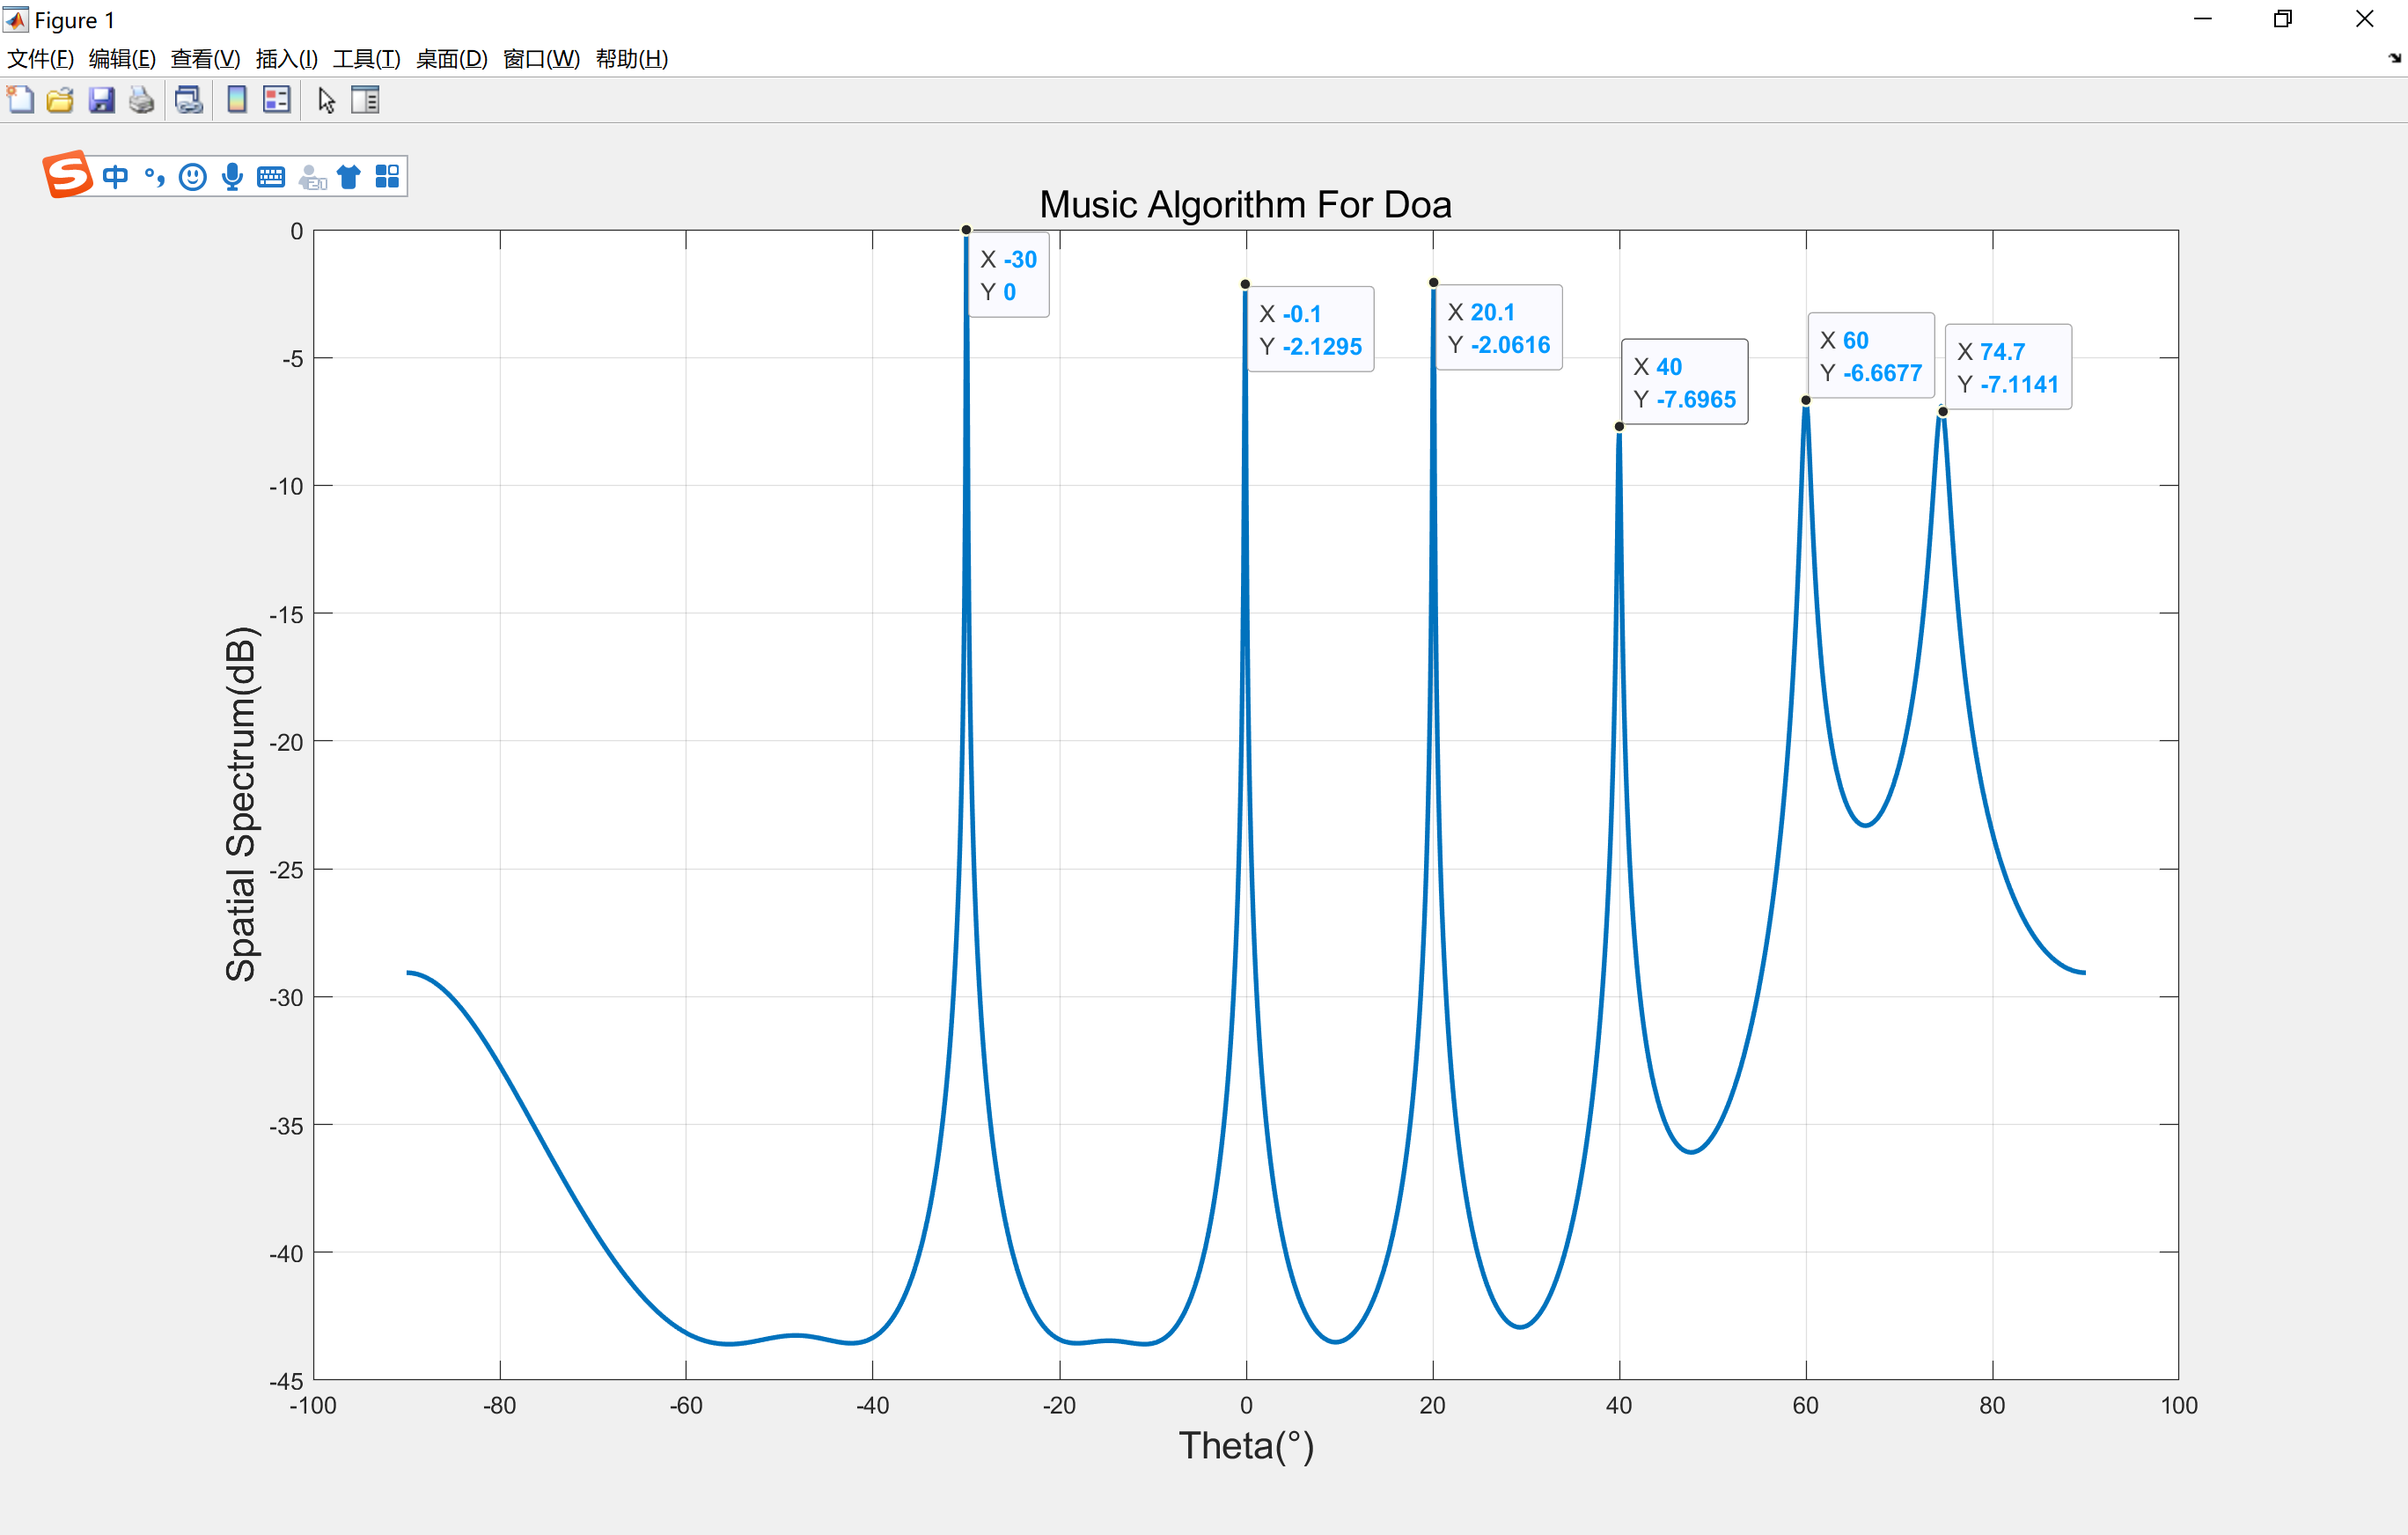 Figure 1
文件(F) 编辑(E) 查看(V) 插入(I) 工具(T) 桌面(D) 窗口(W) 帮助(H)
S 中
Music Algorithm For Doa
X -30
Y 0
X -0.1
Y -2.1295
X 20.1
Y -2.0616
X 40
Y -7.6965
X 60
Y -6.6677
X 74.7
Y -7.1141
Spatial Spectrum(dB)
0
-5
-10
-15
-20
-25
-30
-35
-40
-45
-100 -80 -60 -40 -20 0 20 40 60 80 100
Theta(°)